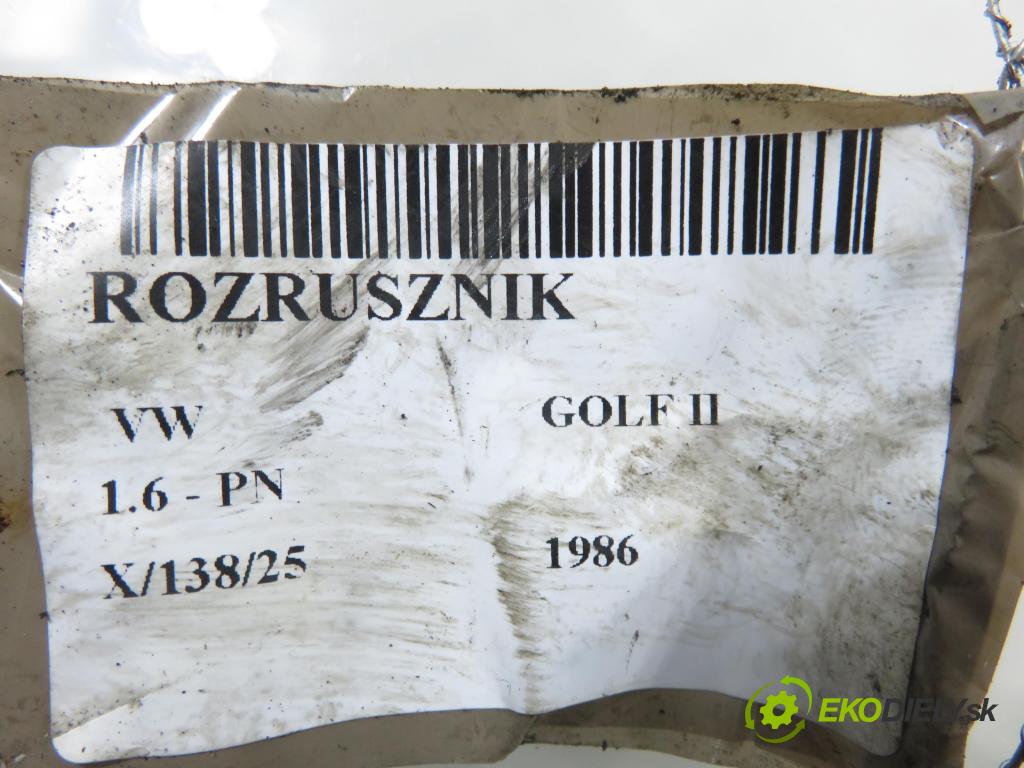 ROZRUSZNIK
VW GOLF II
1.6 - PN
X/138/25 1986
EKODIELY.sk